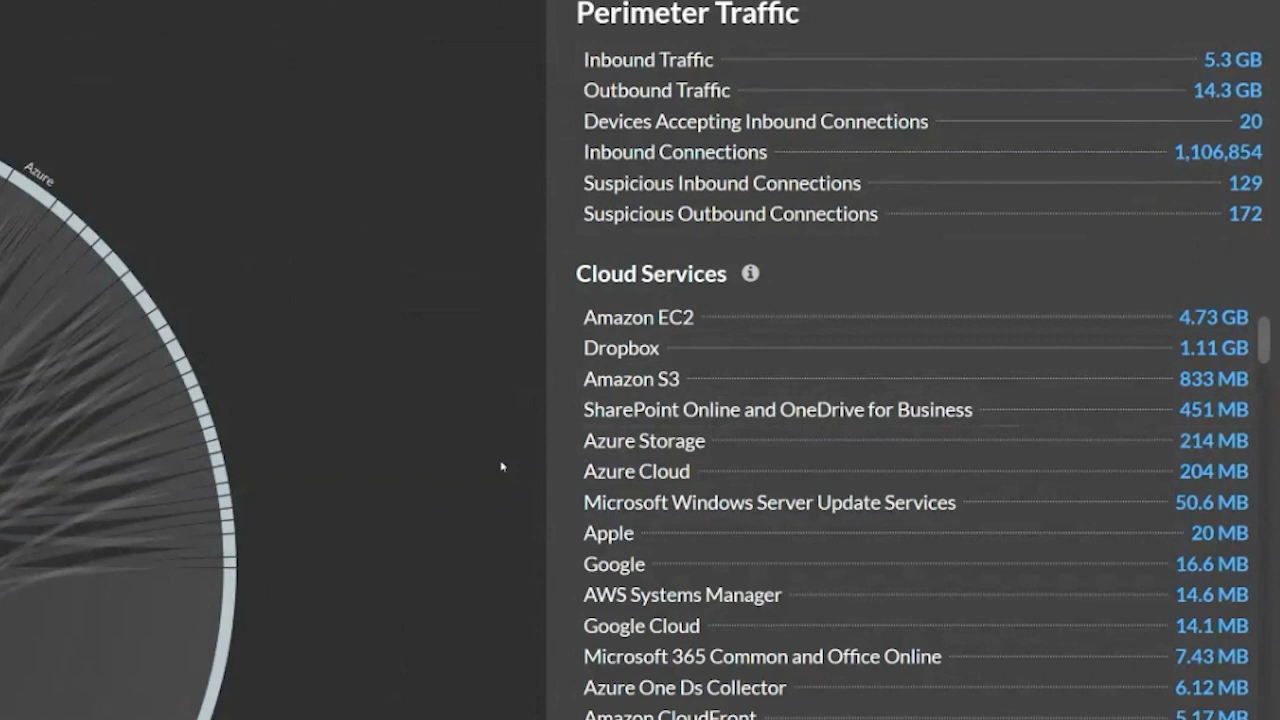 Perimeter Traffic
Inbound Traffic 5.3 GB
Outbound Traffic 14.3 GB
Devices Accepting Inbound Connections 20
Inbound Connections 1,106,854
Suspicious Inbound Connections 129
Suspicious Outbound Connections 172
Azure
Cloud Services
Amazon EC2 4.73 GB
Dropbox 1.11 GB
Amazon S3 833 MB
SharePoint Online and OneDrive for Business 451 MB
Azure Storage 214 MB
Azure Cloud 204 MB
Microsoft Windows Server Update Services 50.6 MB
Apple 20 MB
Google 16.6 MB
AWS Systems Manager 14.6 MB
Google Cloud 14.1 MB
Microsoft 365 Common and Office Online 7.43 MB
Azure One Ds Collector 6.12 MB
Amazon CloudFront 5.17 MB